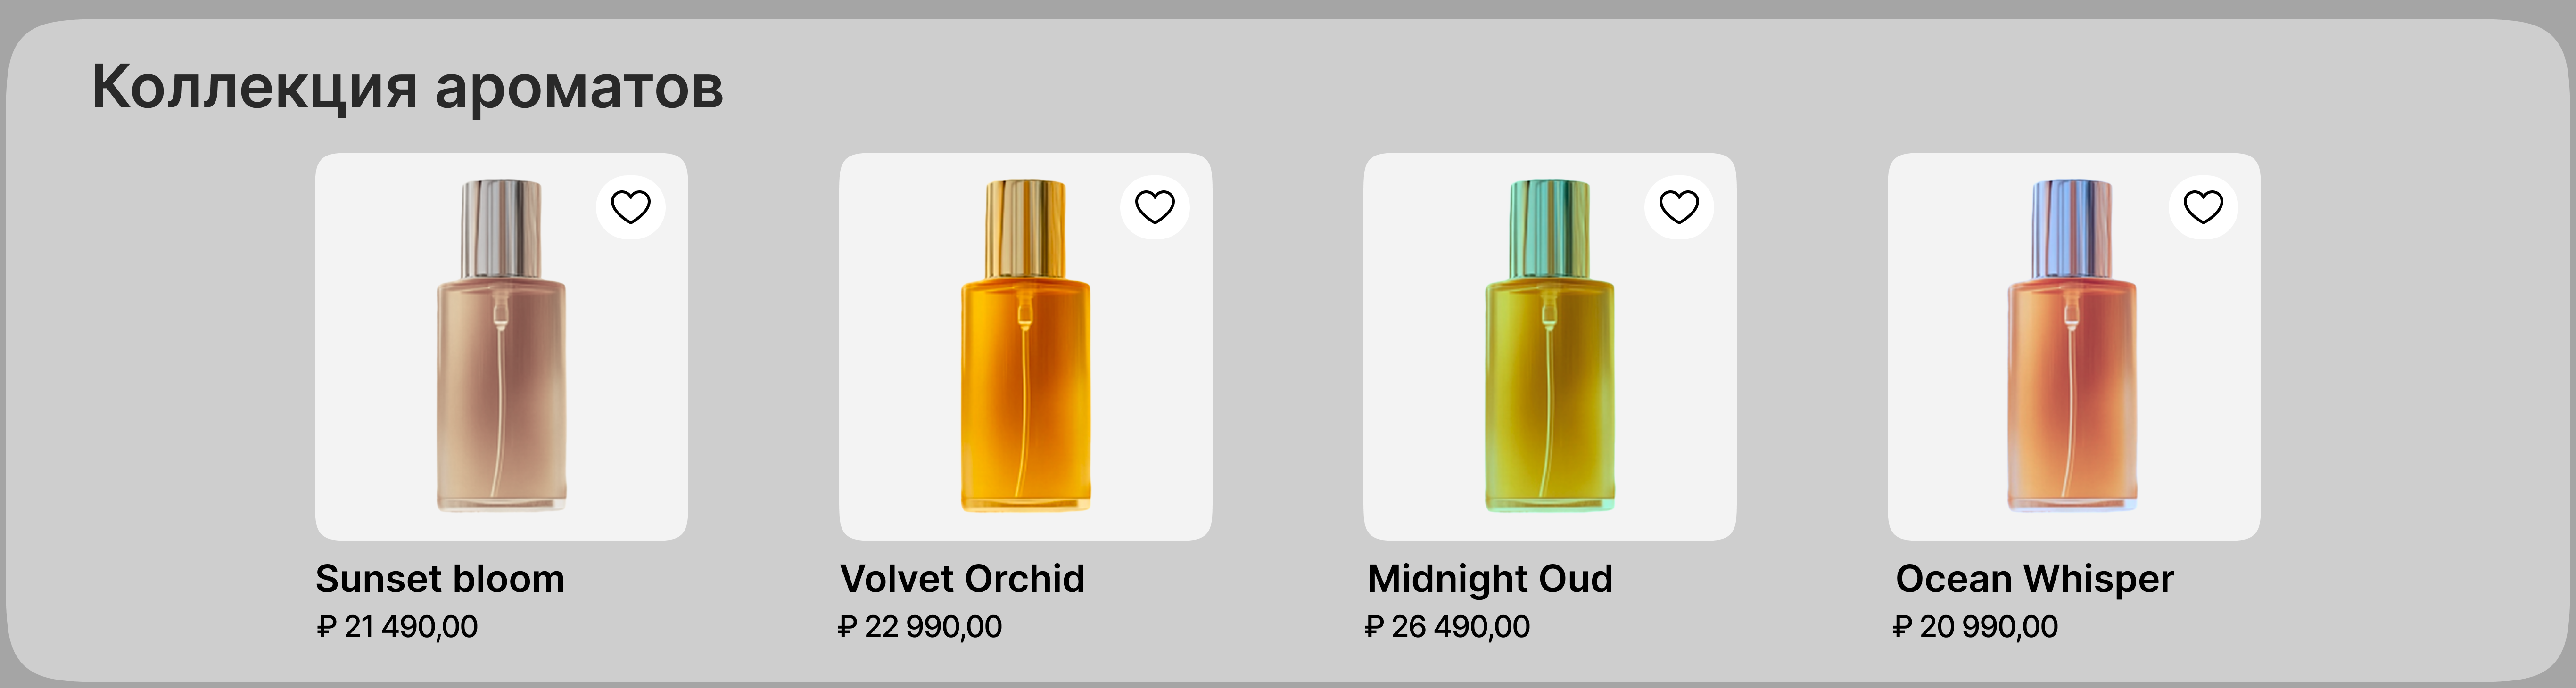 Коллекция ароматов
Sunset bloom
₽ 21 490,00
Volvet Orchid
₽ 22 990,00
Midnight Oud
₽ 26 490,00
Ocean Whisper
₽ 20 990,00